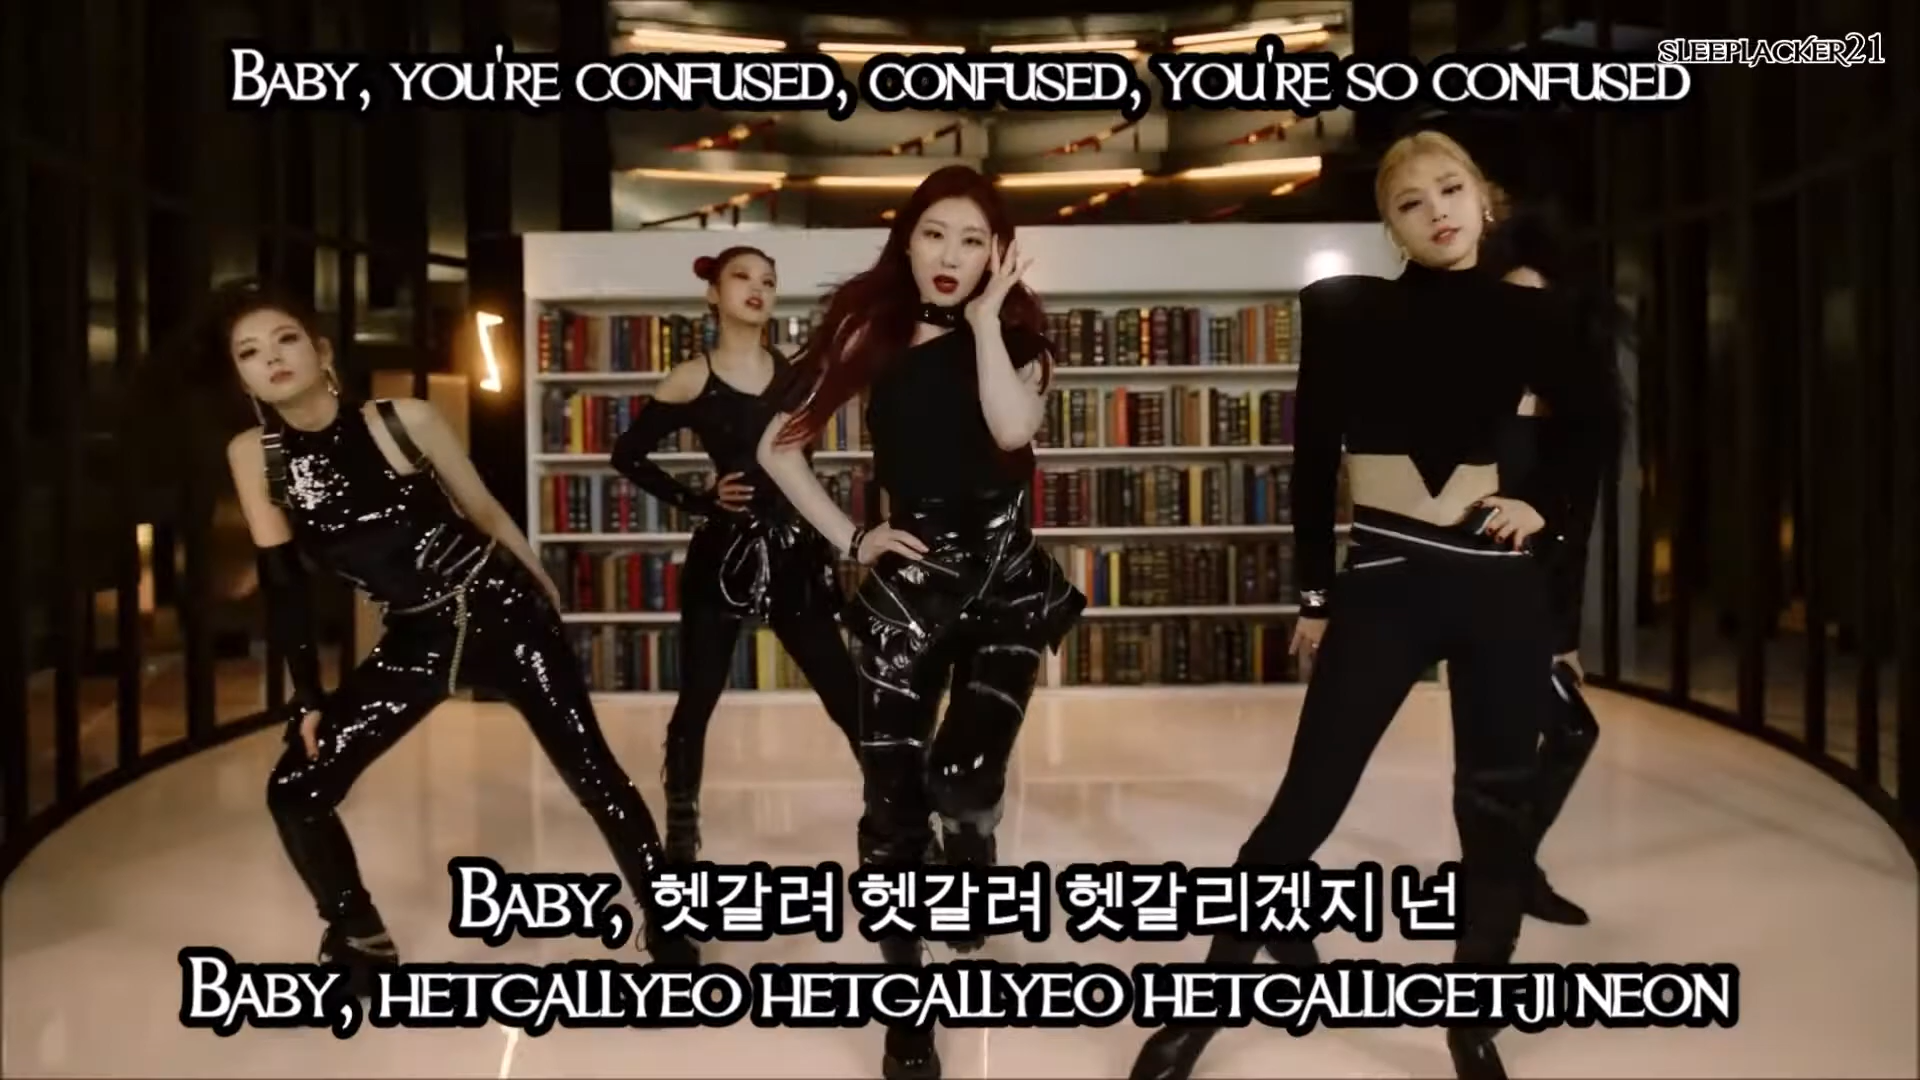 SLEEPLACKER21
BABY, YOU'RE CONFUSED, CONFUSED, YOU'RE SO CONFUSED
BABY, 헷갈려 헷갈려 헷갈리겠지 넌
BABY, HETGALLYEO HETGALLYEO HETGALLIGETJI NEON